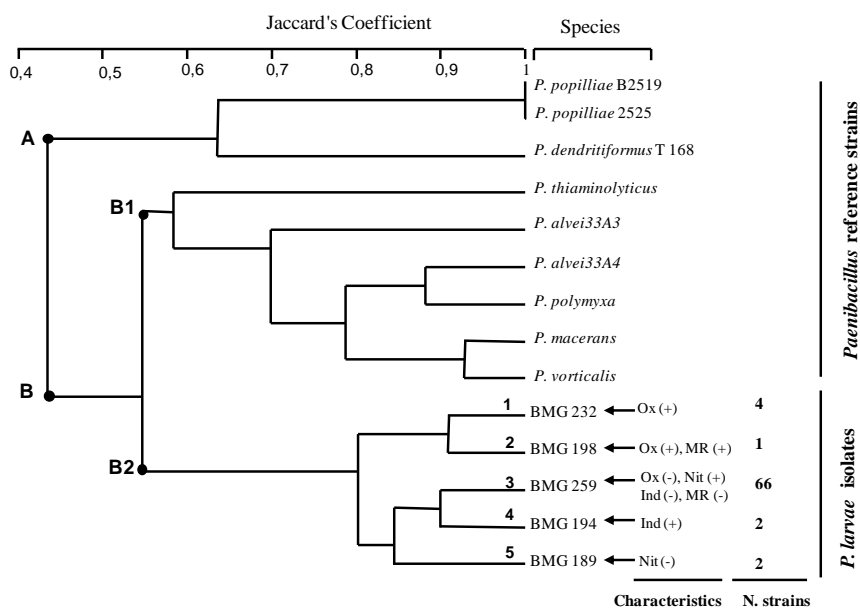 Jaccard's Coefficient
Species
0,4 0,5 0,6 0,7 0,8 0,9 1
P. popilliae B2519
P. popilliae 2525
A
P. dendritiformus T 168
P. thiaminolyticus
B1
P. alvei33A3
P. alvei33A4
P. polymyxa
P. macerans
P. vorticalis
Paenibacillus reference strains
B
1 BMG 232 Ox (+) 4
2 BMG 198 Ox (+), MR (+) 1
B2
3 BMG 259 Ox (-), Nit (+) 66
Ind (-), MR (-)
4 BMG 194 Ind (+) 2
5 BMG 189 Nit (-) 2
P. larvae isolates
Characteristics N. strains